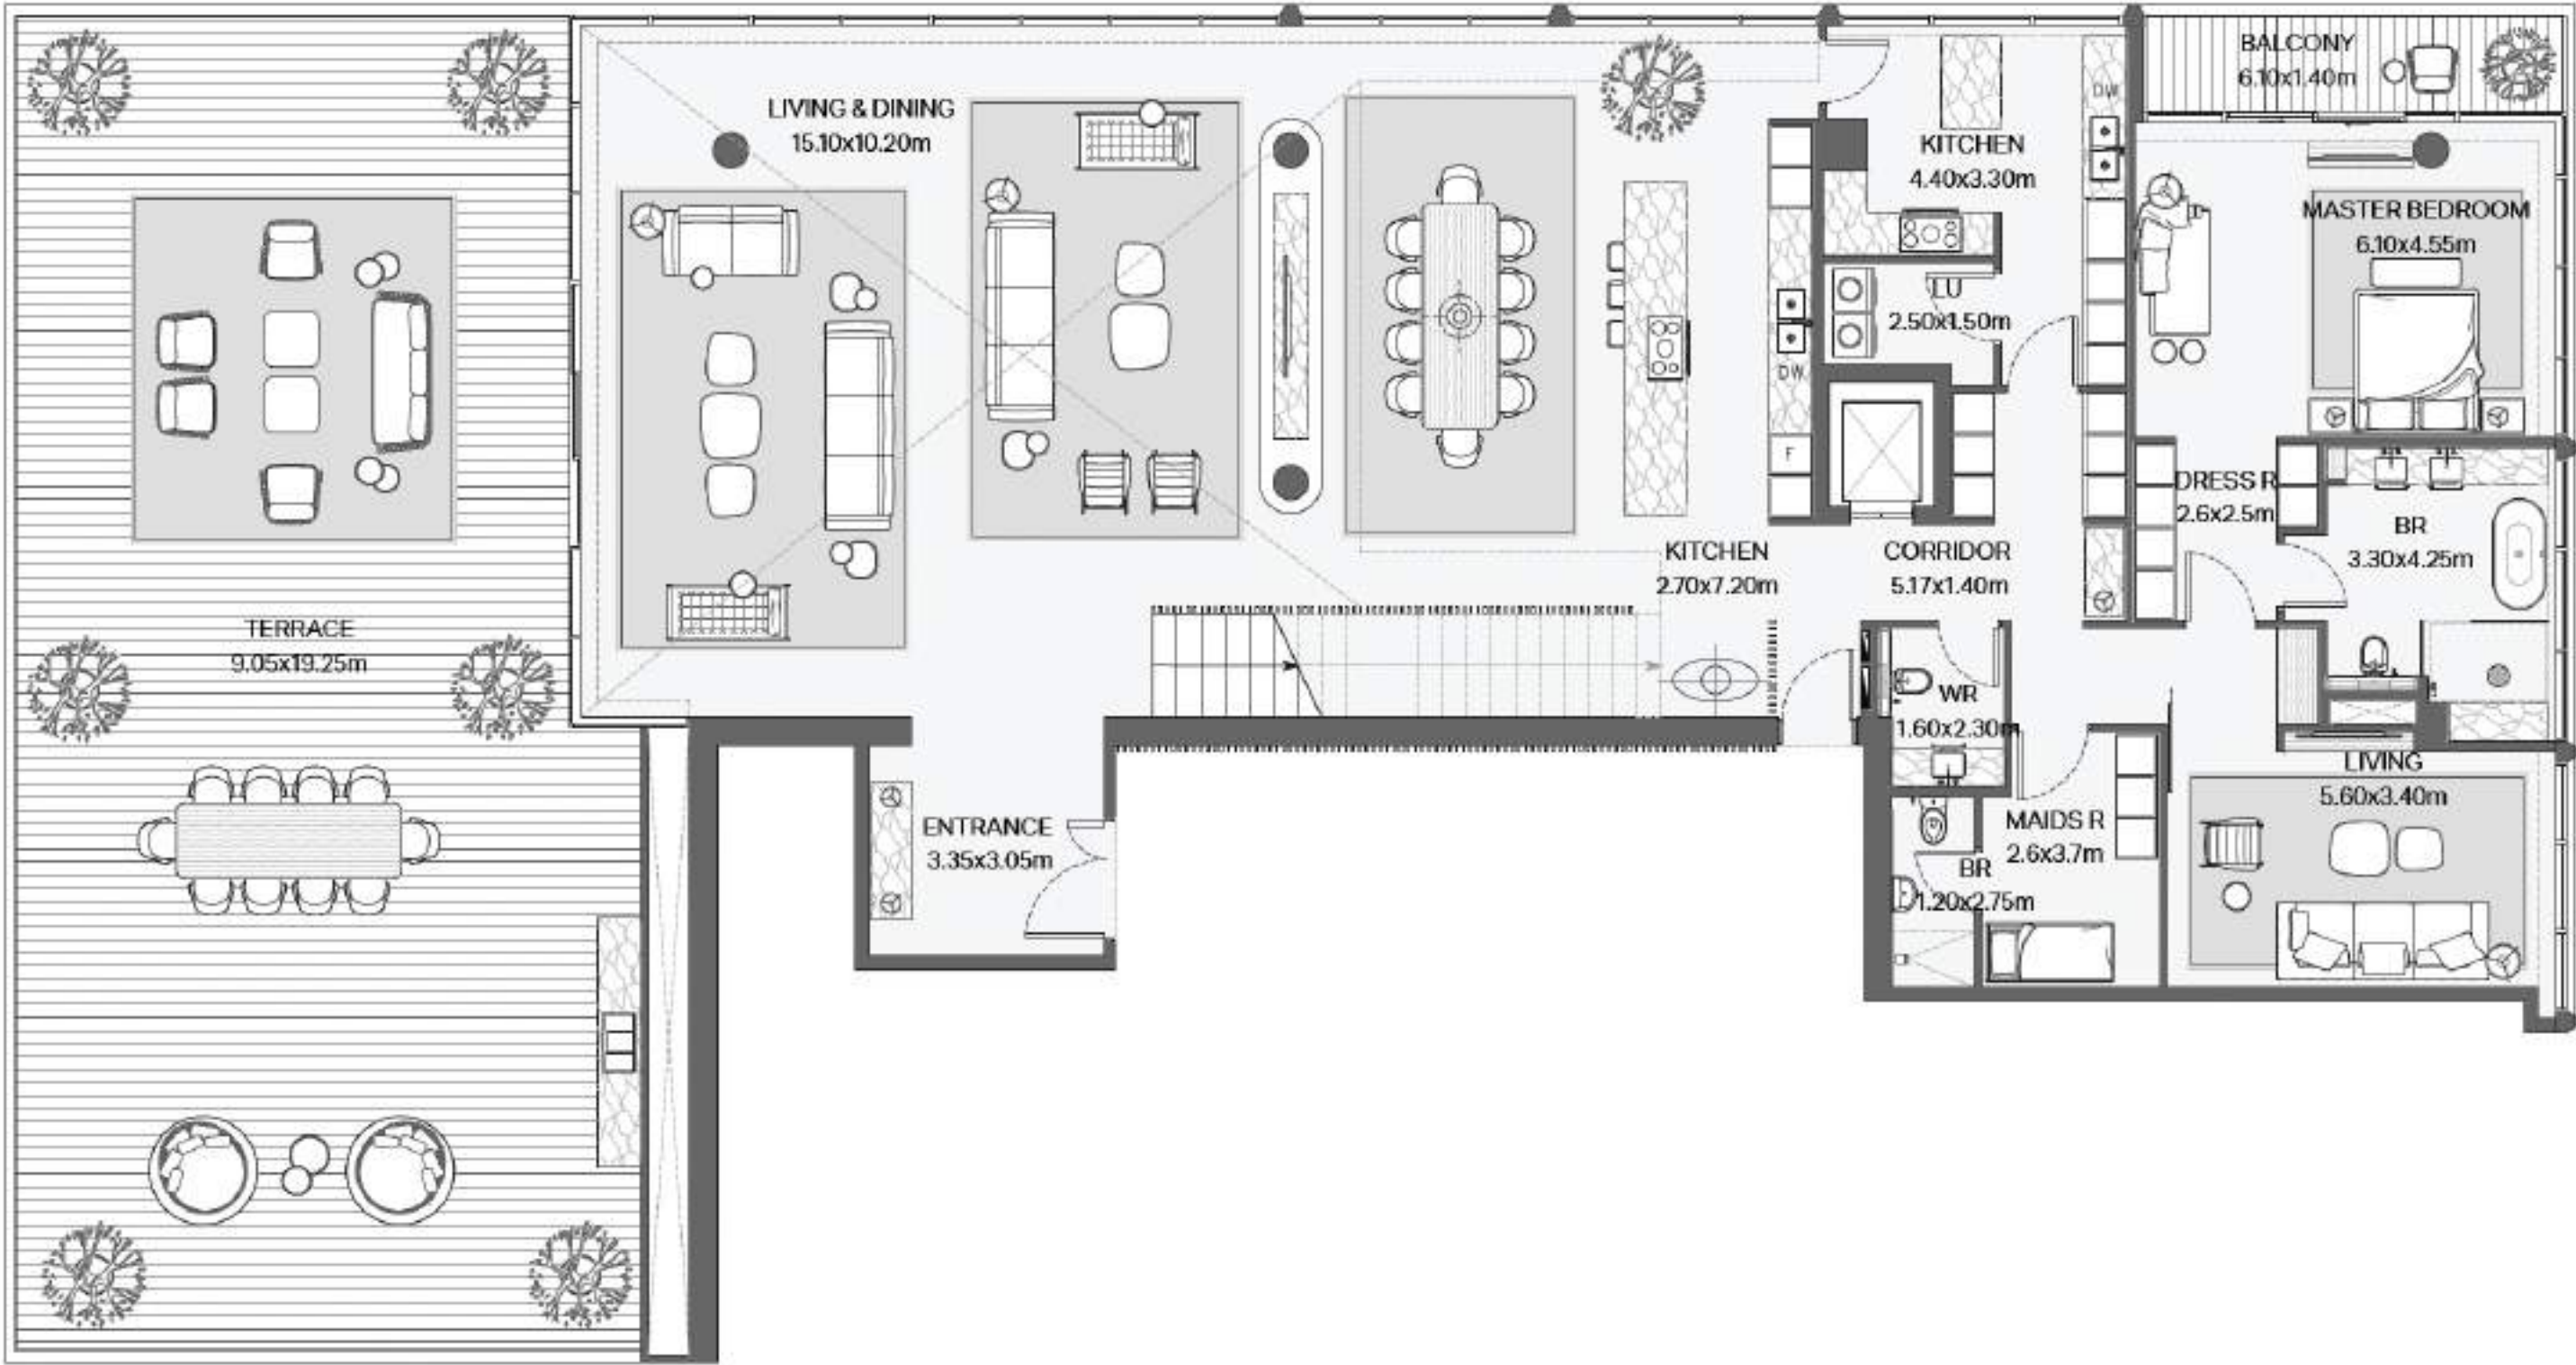 BALCONY
6.10x1.40m
LIVING & DINING
15.10x10.20m
DW
KITCHEN
4.40x3.30m
MASTER BEDROOM
6.10x4.55m
LU
2.50x1.50m
DW
F
DRESS R
2.6x2.5m
BR
3.30x4.25m
KITCHEN
2.70x7.20m
CORRIDOR
5.17x1.40m
TERRACE
9.05x19.25m
WR
1.60x2.30m
LIVING
5.60x3.40m
ENTRANCE
3.35x3.05m
MAIDS R
2.6x3.7m
BR
1.20x2.75m